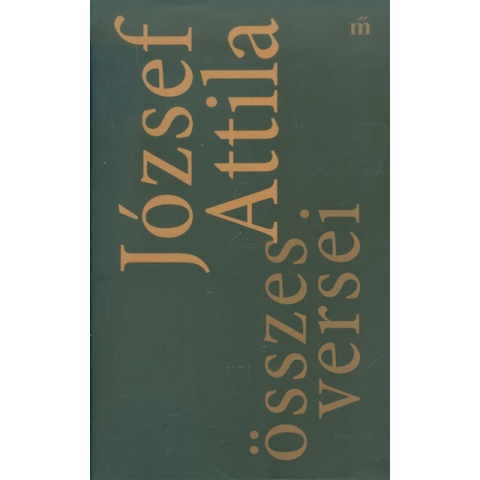 József
Attila
összes
versei
m̋